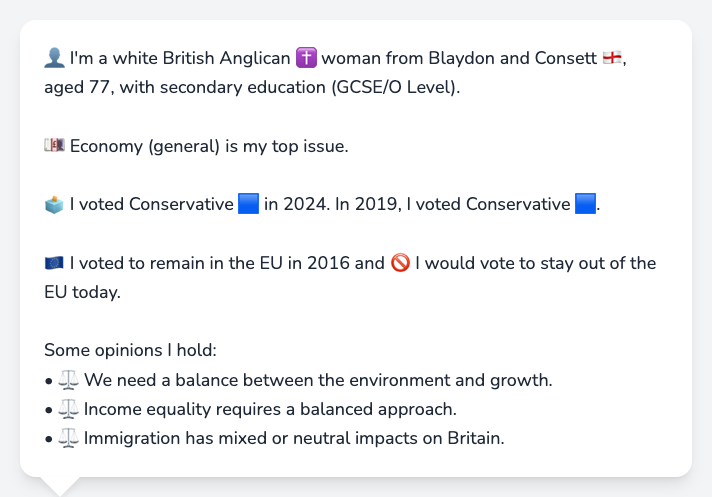 👤 I'm a white British Anglican ✝️ woman from Blaydon and Consett 🏴󠁧󠁢󠁥󠁮󠁧󠁿,
aged 77, with secondary education (GCSE/O Level).
💷 Economy (general) is my top issue.
🗳️ I voted Conservative 🟦 in 2024. In 2019, I voted Conservative 🟦.
🇪🇺 I voted to remain in the EU in 2016 and 🚫 I would vote to stay out of the
EU today.
Some opinions I hold:
• ⚖️ We need a balance between the environment and growth.
• ⚖️ Income equality requires a balanced approach.
• ⚖️ Immigration has mixed or neutral impacts on Britain.